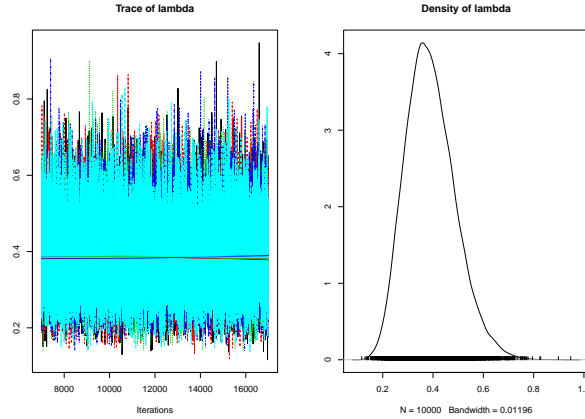 Trace of lambda
0.2
0.4
0.6
0.8
8000 10000 12000 14000 16000
Iterations
Density of lambda
0
1
2
3
4
0.2 0.4 0.6 0.8 1.
N = 10000 Bandwidth = 0.01196